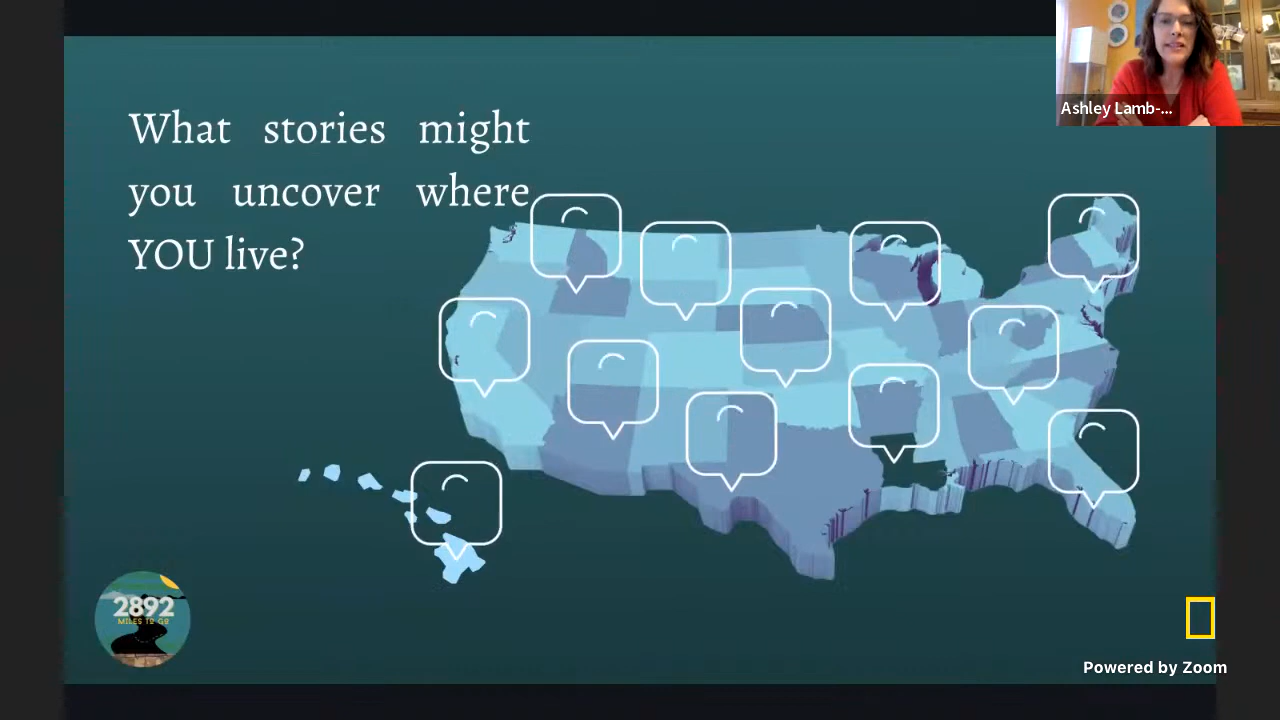 What stories might
you uncover where
YOU live?
Ashley Lamb-...
2892
MILES TO GO
Powered by Zoom